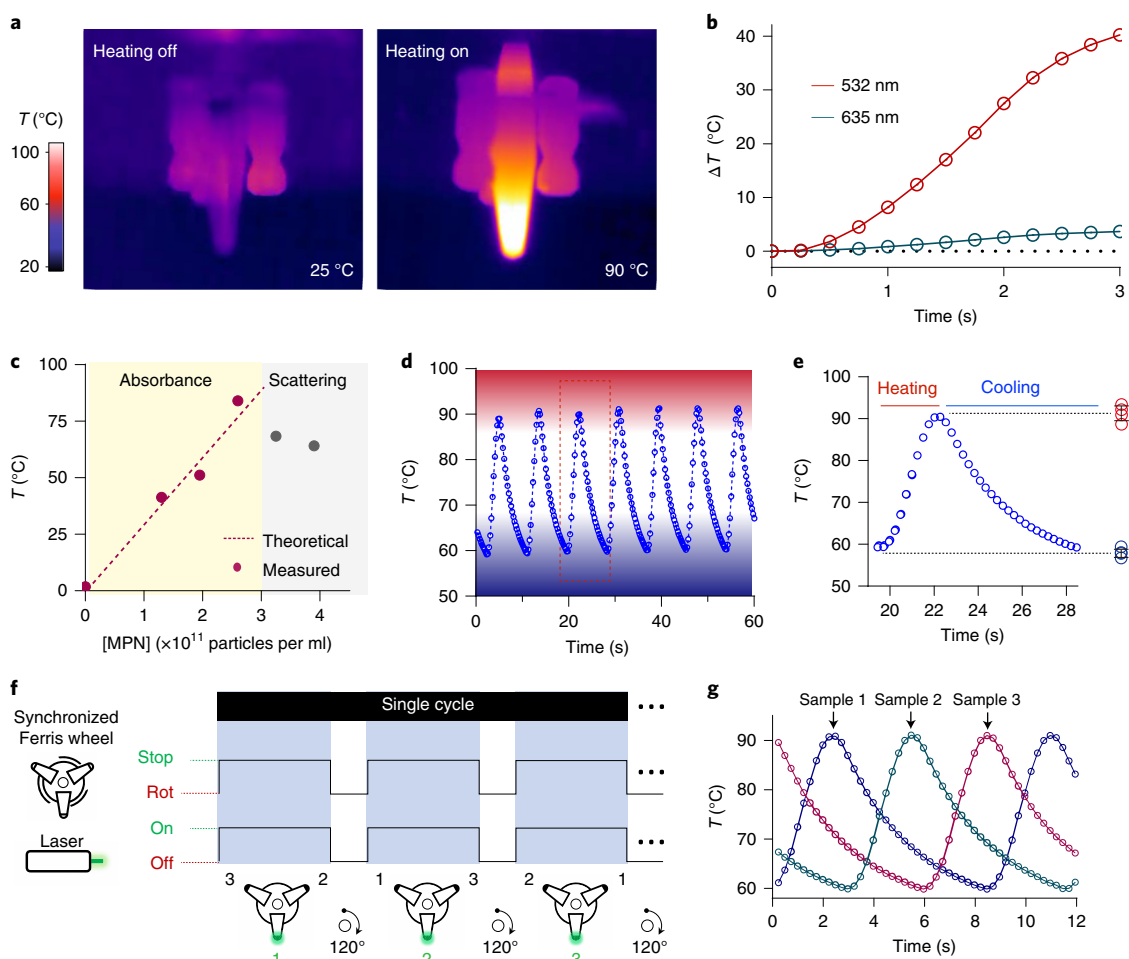 a
Heating off
Heating on
T (°C)
100
60
20
25 °C
90 °C
b
40
30
20
10
0
ΔT (°C)
532 nm
635 nm
0
1
2
3
Time (s)
c
100
75
50
25
0
T (°C)
Absorbance
Scattering
Theoretical
Measured
0
1
2
3
4
[MPN] (×10¹¹ particles per ml)
d
100
90
80
70
60
50
T (°C)
0
20
40
60
Time (s)
e
100
90
80
70
60
50
T (°C)
Heating
Cooling
20
22
24
26
28
Time (s)
f
Synchronized
Ferris wheel
Laser
Single cycle
Stop
Rot
On
Off
3
2
1
3
2
1
120°
120°
120°
1
2
3
g
Sample 1
Sample 2
Sample 3
90
80
70
60
T (°C)
0
2
4
6
8
10
12
Time (s)